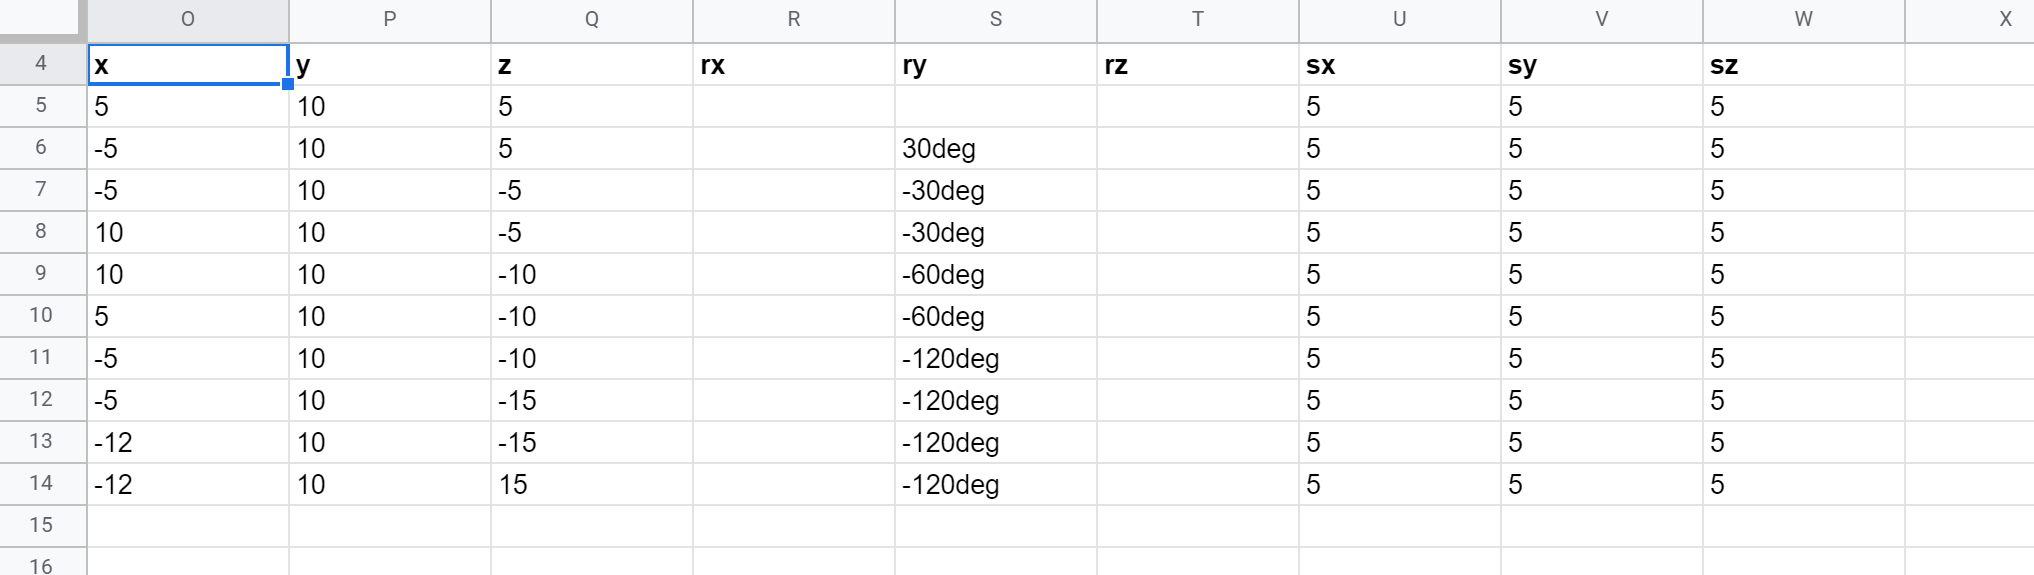 O P Q R S T U V W X
4 x y z rx ry rz sx sy sz
5 5 10 5 5 5 5
6 -5 10 5 30deg 5 5 5
7 -5 10 -5 -30deg 5 5 5
8 10 10 -5 -30deg 5 5 5
9 10 10 -10 -60deg 5 5 5
10 5 10 -10 -60deg 5 5 5
11 -5 10 -10 -120deg 5 5 5
12 -5 10 -15 -120deg 5 5 5
13 -12 10 -15 -120deg 5 5 5
14 -12 10 15 -120deg 5 5 5
15
16